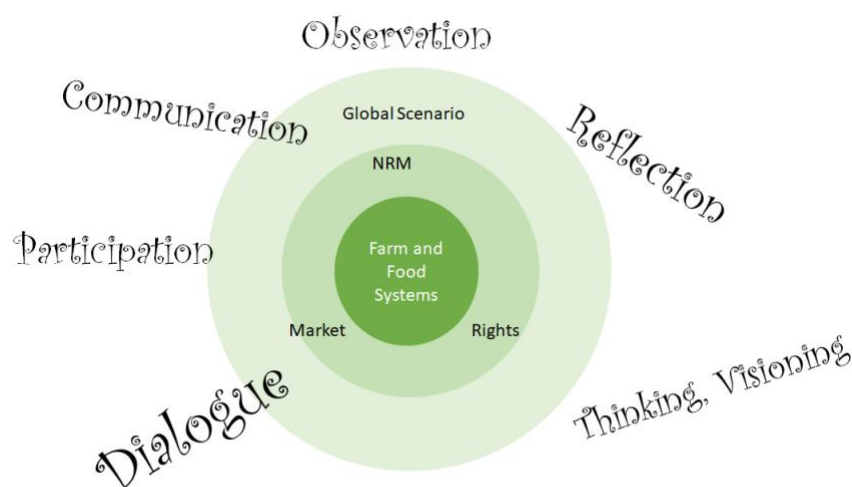 Observation
Communication
Global Scenario
Reflection
NRM
Participation
Farm and
Food
Systems
Market
Rights
Dialogue
Thinking, Visioning